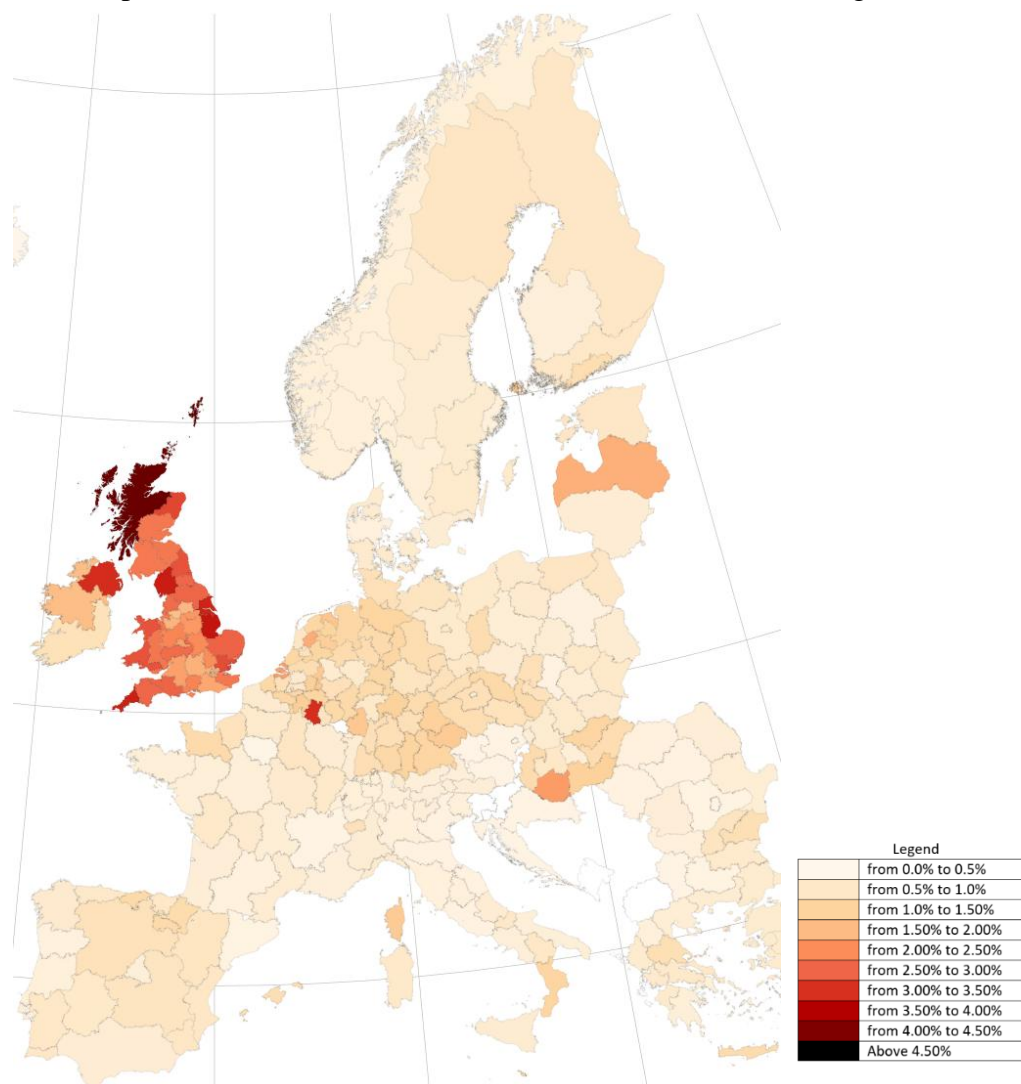 Legend
from 0.0% to 0.5%
from 0.5% to 1.0%
from 1.0% to 1.50%
from 1.50% to 2.00%
from 2.00% to 2.50%
from 2.50% to 3.00%
from 3.00% to 3.50%
from 3.50% to 4.00%
from 4.00% to 4.50%
Above 4.50%